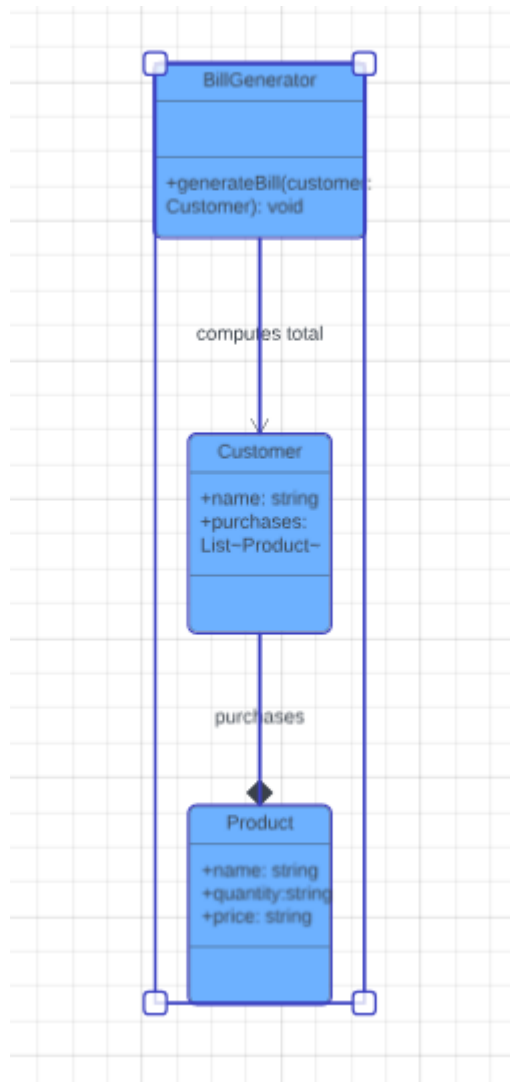 BillGenerator
+generateBill(customer:
Customer): void
computes total
Customer
+name: string
+purchases:
List~Product~
purchases
Product
+name: string
+quantity:string
+price: string